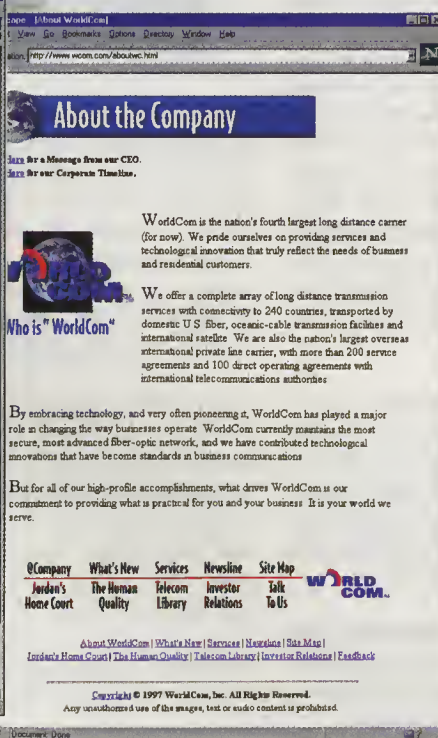 cape - [About WorldCom]
t View Go Bookmarks Options Directory Window Help
ation: http://www.wcom.com/aboutwc.html
N
About the Company
Here for a Message from our CEO.
Here for our Corporate Timeline.
WorldCom is the nation's fourth largest long distance carrier
(for now). We pride ourselves on providing services and
technological innovation that truly reflect the needs of business
and residential customers.
WORLD
COM
Who is "WorldCom"
We offer a complete array of long distance transmission
services with connectivity to 240 countries, transported by
domestic U S fiber, oceanic-cable transmission facilities and
international satellite We are also the nation's largest overseas
international private line carrier, with more than 200 service
agreements and 100 direct operating agreements with
international telecommunications authorities
By embracing technology, and very often pioneering it, WorldCom has played a major
role in changing the way businesses operate WorldCom currently maintains the most
secure, most advanced fiber-optic network, and we have contributed technological
innovations that have become standards in business communications
But for all of our high-profile accomplishments, what drives WorldCom is our
commitment to providing what is practical for you and your business It is your world we
serve.
@Company What's New Services Newsline Site Map
Jordan's The Human Telecom Investor Talk
Home Court Quality Library Relations To Us
WORLD
COM
About WorldCom | What's New | Services | Newsline | Site Map |
Jordan's Home Court | The Human Quality | Telecom Library | Investor Relations | Feedback
Copyright © 1997 WorldCom, Inc. All Rights Reserved.
Any unauthorized use of the images, text or audio content is prohibited.
Document: Done